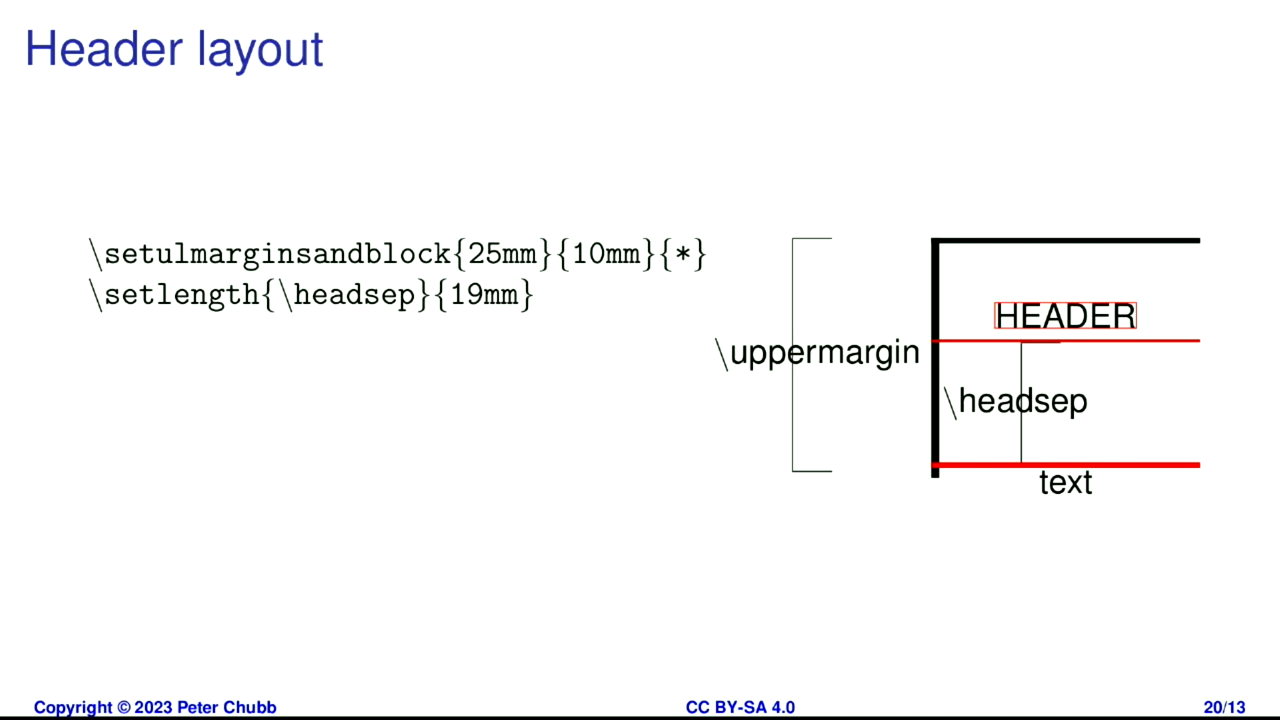 Header layout
\setulmarginsandblock{25mm}{10mm}{*}
\setlength{\headsep}{19mm}
HEADER
\uppermargin
\headsep
text
Copyright © 2023 Peter Chubb
CC BY-SA 4.0
20/13